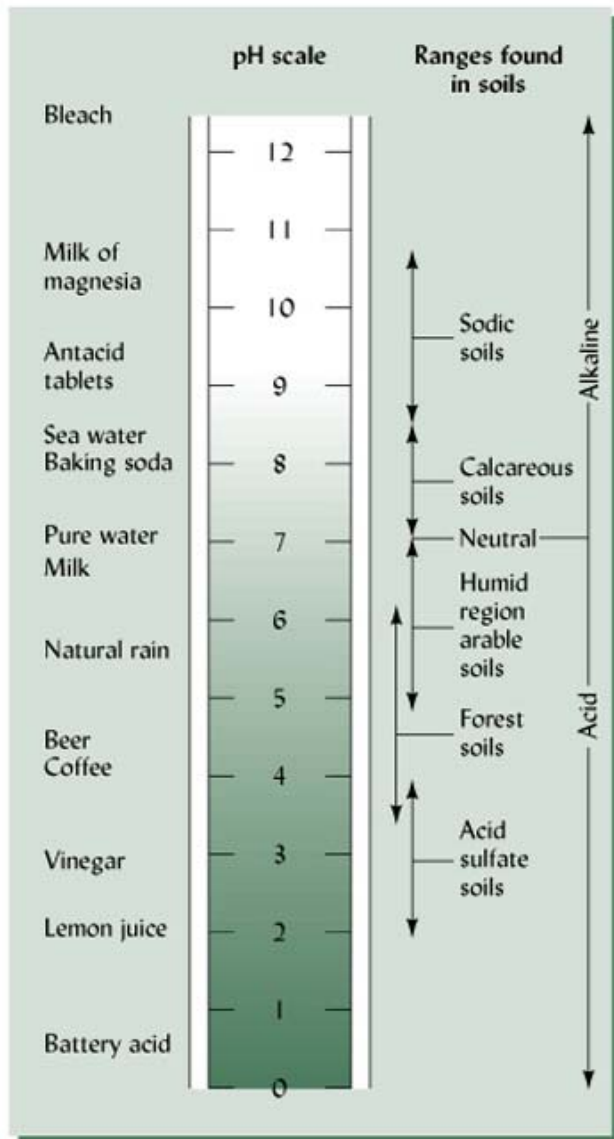 pH scale
Ranges found
in soils
Bleach
Milk of
magnesia
Antacid
tablets
Sea water
Baking soda
Pure water
Milk
Natural rain
Beer
Coffee
Vinegar
Lemon juice
Battery acid
12
11
10
9
8
7
6
5
4
3
2
1
0
Sodic
soils
Calcareous
soils
Neutral
Humid
region
arable
soils
Forest
soils
Acid
sulfate
soils
Alkaline
Acid